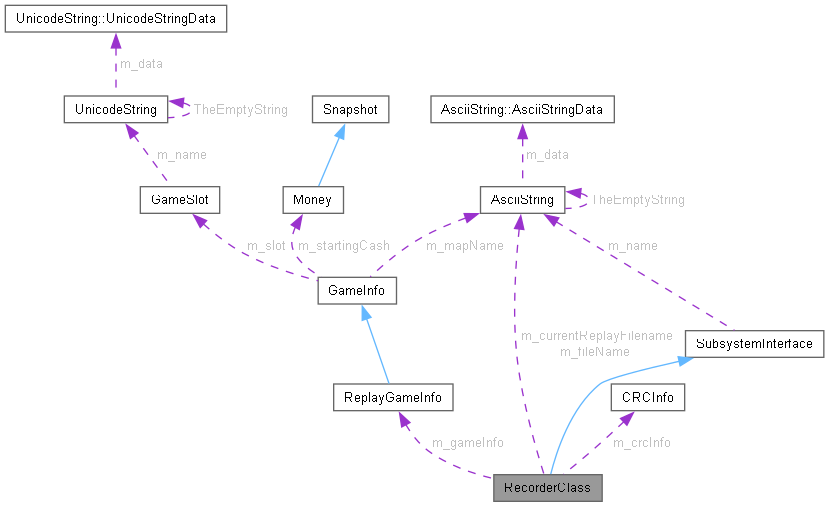 UnicodeString::UnicodeStringData
m_data
UnicodeString
TheEmptyString
Snapshot
AsciiString::AsciiStringData
m_name
m_data
GameSlot
Money
AsciiString
TheEmptyString
m_slot
m_startingCash
m_mapName
m_name
GameInfo
m_currentReplayFilename
m_fileName
SubsystemInterface
ReplayGameInfo
CRCInfo
m_gameInfo
m_crcInfo
RecorderClass